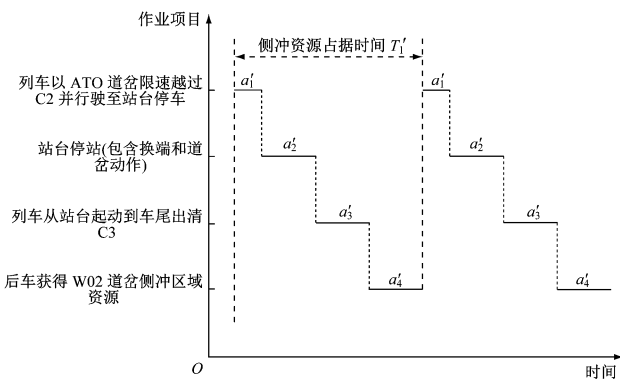 作业项目
侧冲资源占据时间 T₁′
列车以 ATO 道岔限速越过
C2 并行驶至站台停车
a₁′
a₁′
站台停站(包含换端和道
岔动作)
a₂′
a₂′
列车从站台起动到车尾出清
C3
a₃′
a₃′
后车获得 W02 道岔侧冲区域
资源
a₄′
a₄′
O
时间